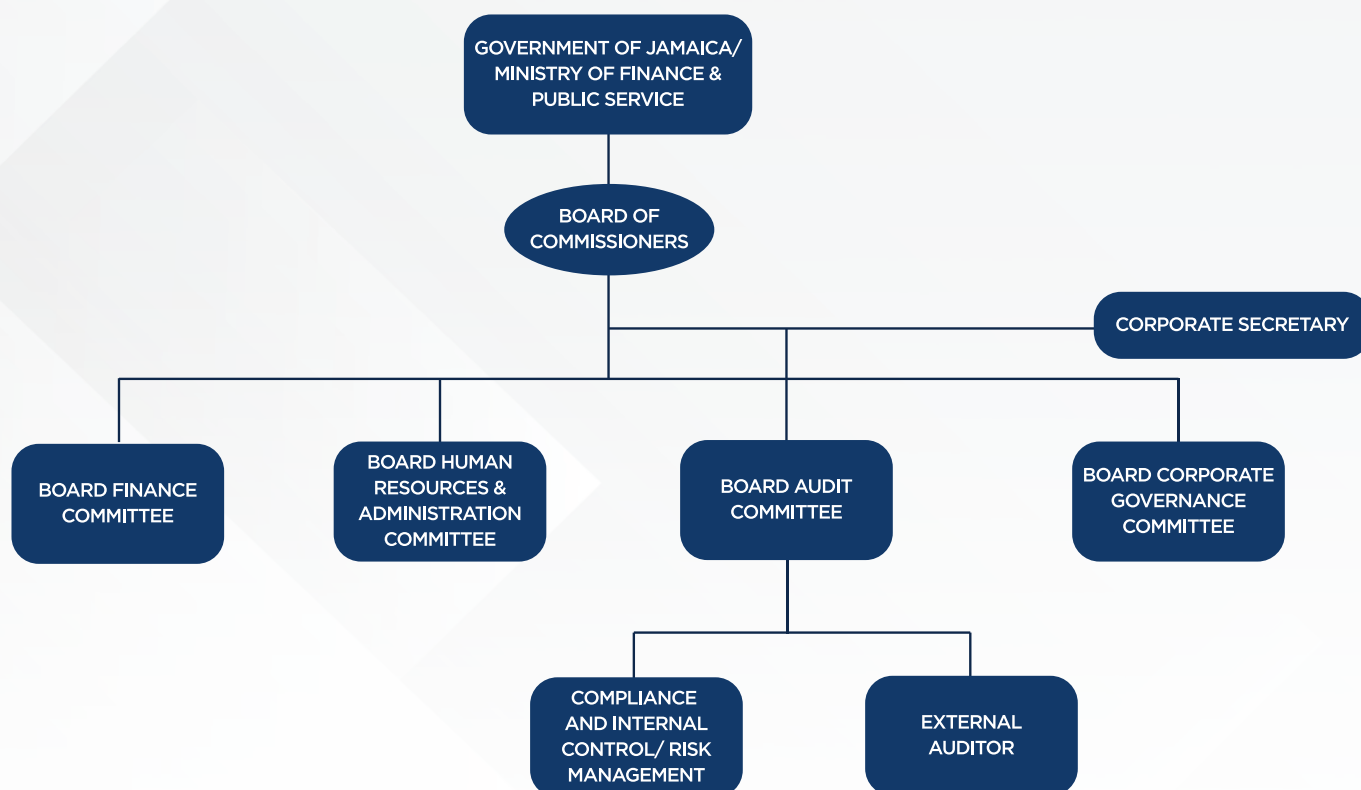 GOVERNMENT OF JAMAICA/
MINISTRY OF FINANCE &
PUBLIC SERVICE
BOARD OF
COMMISSIONERS
CORPORATE SECRETARY
BOARD FINANCE
COMMITTEE
BOARD HUMAN
RESOURCES &
ADMINISTRATION
COMMITTEE
BOARD AUDIT
COMMITTEE
BOARD CORPORATE
GOVERNANCE
COMMITTEE
COMPLIANCE
AND INTERNAL
CONTROL/ RISK
MANAGEMENT
EXTERNAL
AUDITOR